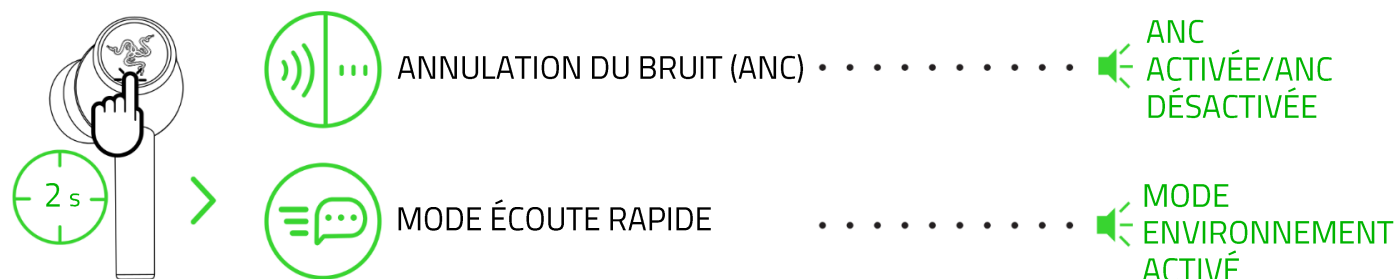 ANNULATION DU BRUIT (ANC)
ANC
ACTIVÉE/ANC
DÉSACTIVÉE
2 s
MODE ÉCOUTE RAPIDE
MODE
ENVIRONNEMENT
ACTIVÉ